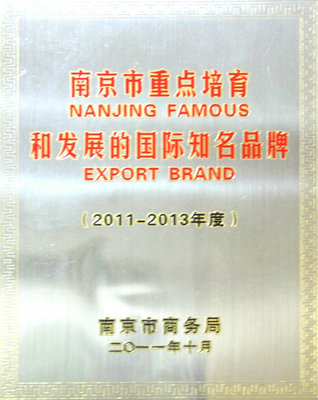 南京市重点培育
NANJING FAMOUS
和发展的国际知名品牌
EXPORT BRAND
(2011-2013年度)
南京市商务局
二〇一一年十月